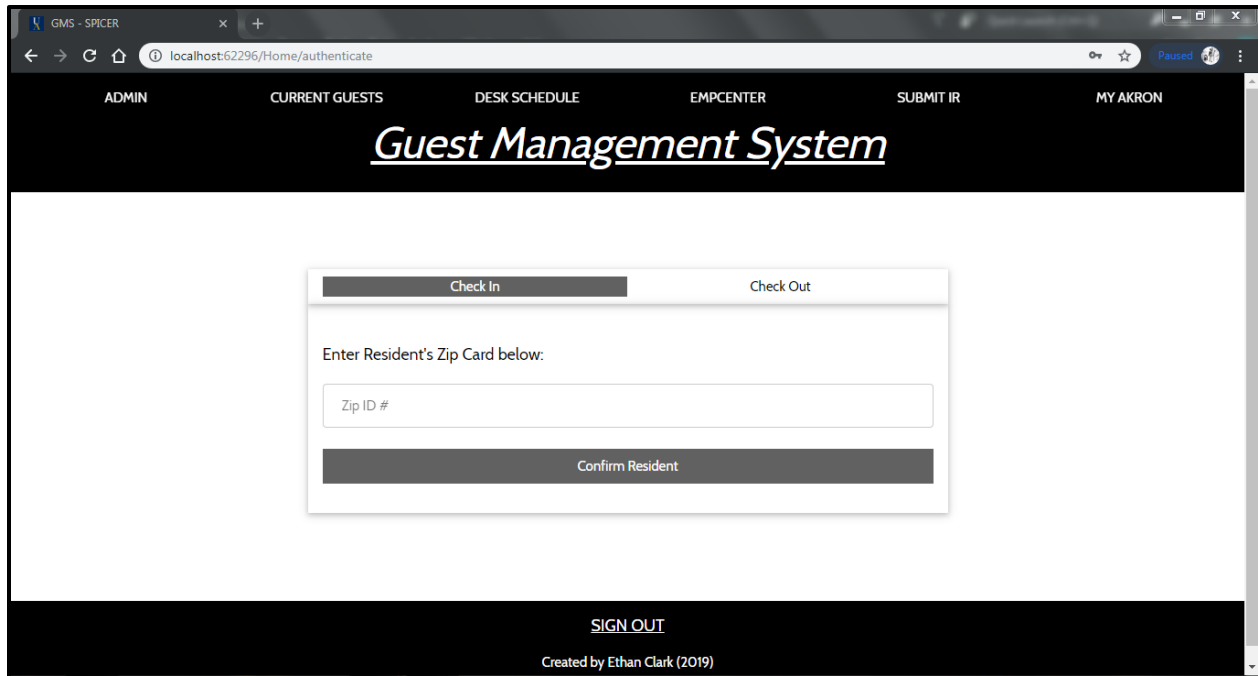 GMS - SPICER
localhost:62296/Home/authenticate
Paused
ADMIN CURRENT GUESTS DESK SCHEDULE EMPCENTER SUBMIT IR MY AKRON
Guest Management System
Check In Check Out
Enter Resident's Zip Card below:
Zip ID #
Confirm Resident
SIGN OUT
Created by Ethan Clark (2019)